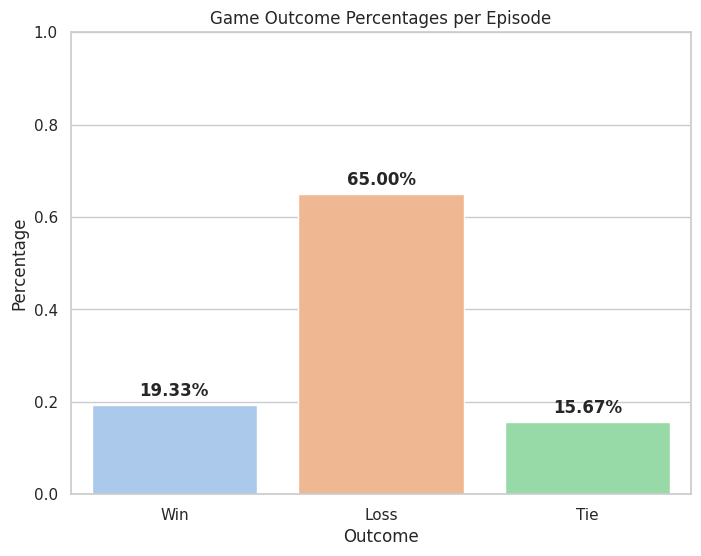 Game Outcome Percentages per Episode
1.0
0.8
0.6
0.4
0.2
0.0
Percentage
65.00%
19.33%
15.67%
Win
Loss
Tie
Outcome